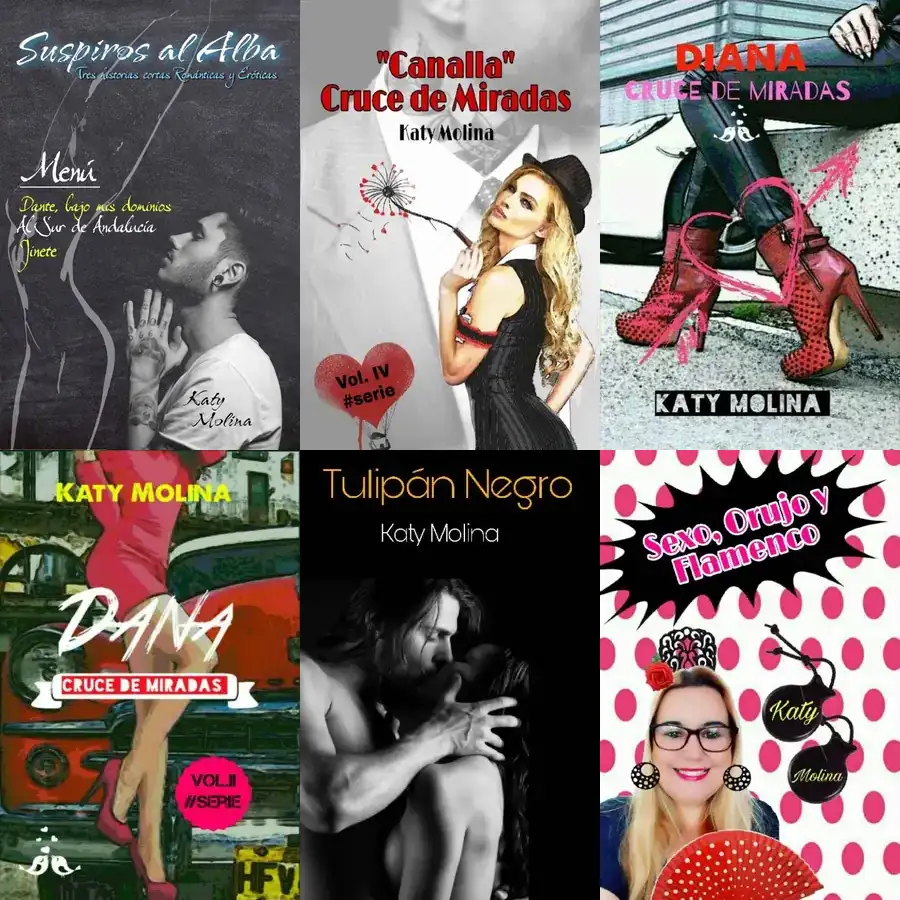 Suspiros al Alba
Tres historias cortas Románticas y Eróticas
Menú
Dante, bajo mis dominios
Al Sur de Andalucía
Jinete
Katy
Molina
"Canalla"
Cruce de Miradas
Katy Molina
Vol. IV
#serie
DIANA
CRUCE DE MIRADAS
KATY MOLINA
KATY MOLINA
DANA
CRUCE DE MIRADAS
VOL.II
#SERIE
HFV
Tulipán Negro
Katy Molina
Sexo, Orujo y
Flamenco
Katy
Molina